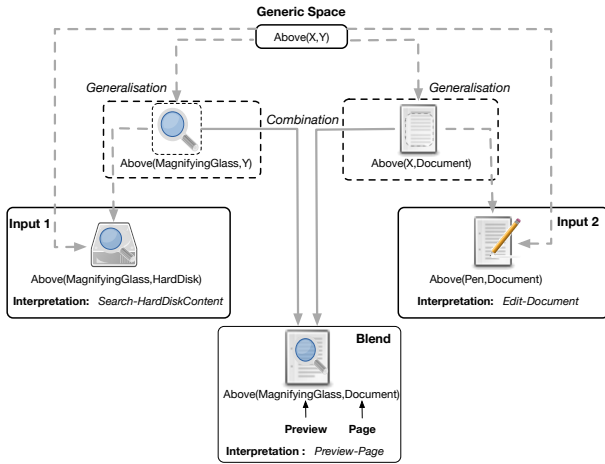 Generic Space
Above(X,Y)
Generalisation
Generalisation
Combination
Above(MagnifyingGlass,Y)
Above(X,Document)
Input 1
Input 2
Above(MagnifyingGlass,HardDisk)
Above(Pen,Document)
Interpretation: Search-HardDiskContent
Interpretation: Edit-Document
Blend
Above(MagnifyingGlass,Document)
Preview Page
Interpretation : Preview-Page